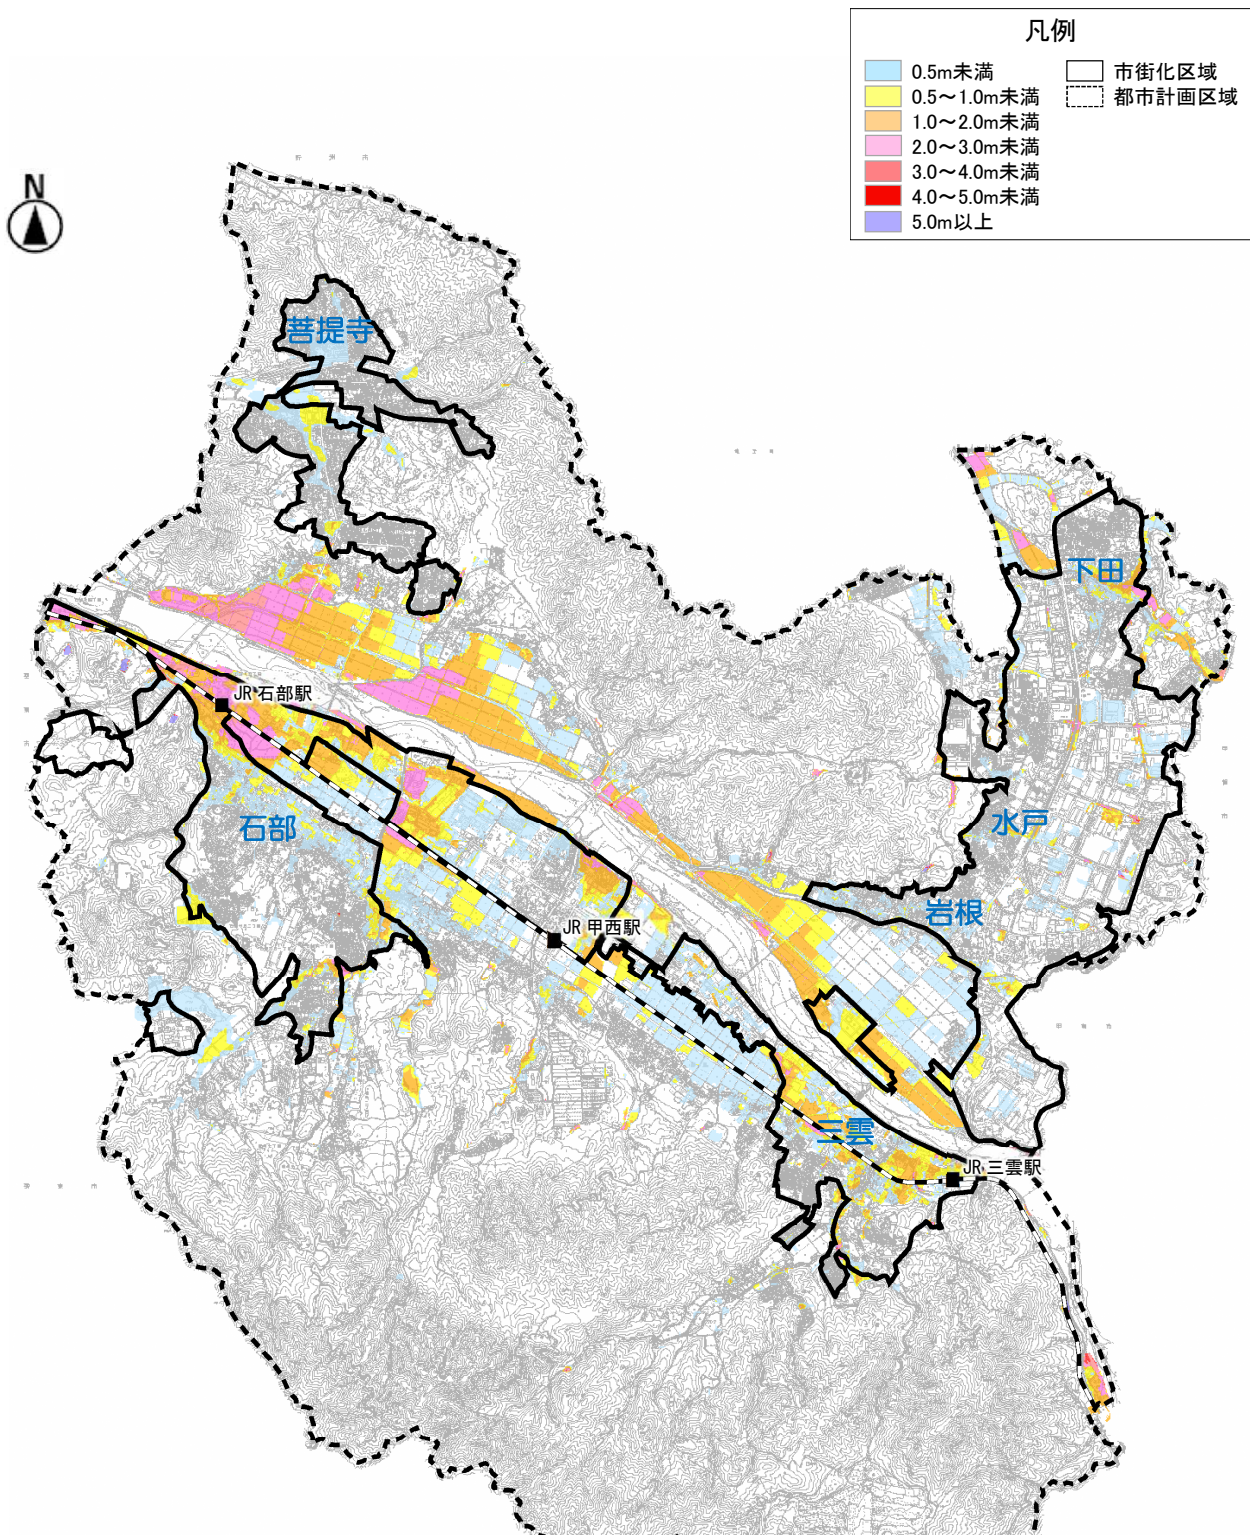 凡例
0.5m未満
0.5～1.0m未満
1.0～2.0m未満
2.0～3.0m未満
3.0～4.0m未満
4.0～5.0m未満
5.0m以上
市街化区域
都市計画区域
N
菩提寺
下田
JR 石部駅
石部
水戸
岩根
JR 甲西駅
三雲
JR 三雲駅